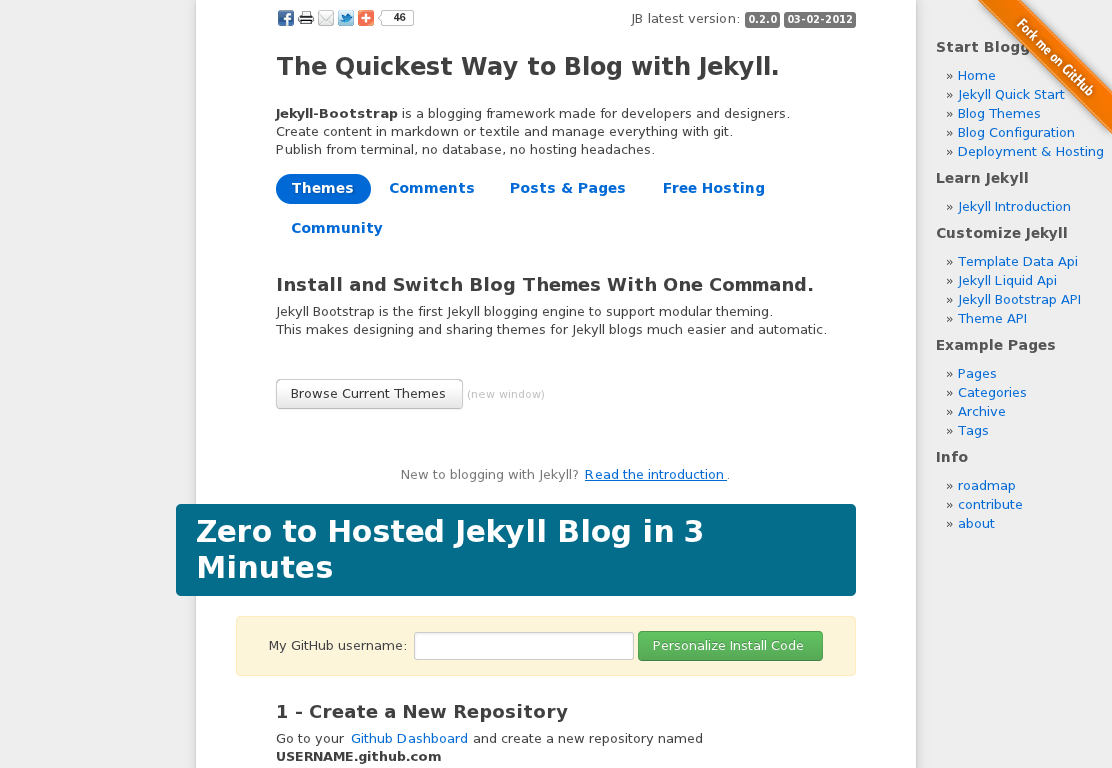 46
JB latest version: 0.2.0 03-02-2012
The Quickest Way to Blog with Jekyll.
Jekyll-Bootstrap is a blogging framework made for developers and designers.
Create content in markdown or textile and manage everything with git.
Publish from terminal, no database, no hosting headaches.
Themes Comments Posts & Pages Free Hosting
Community
Install and Switch Blog Themes With One Command.
Jekyll Bootstrap is the first Jekyll blogging engine to support modular theming.
This makes designing and sharing themes for Jekyll blogs much easier and automatic.
Browse Current Themes (new window)
New to blogging with Jekyll? Read the introduction .
Zero to Hosted Jekyll Blog in 3
Minutes
My GitHub username: Personalize Install Code
1 - Create a New Repository
Go to your Github Dashboard and create a new repository named
USERNAME.github.com
Fork me on GitHub
Start Blogg
» Home
» Jekyll Quick Start
» Blog Themes
» Blog Configuration
» Deployment & Hosting
Learn Jekyll
» Jekyll Introduction
Customize Jekyll
» Template Data Api
» Jekyll Liquid Api
» Jekyll Bootstrap API
» Theme API
Example Pages
» Pages
» Categories
» Archive
» Tags
Info
» roadmap
» contribute
» about